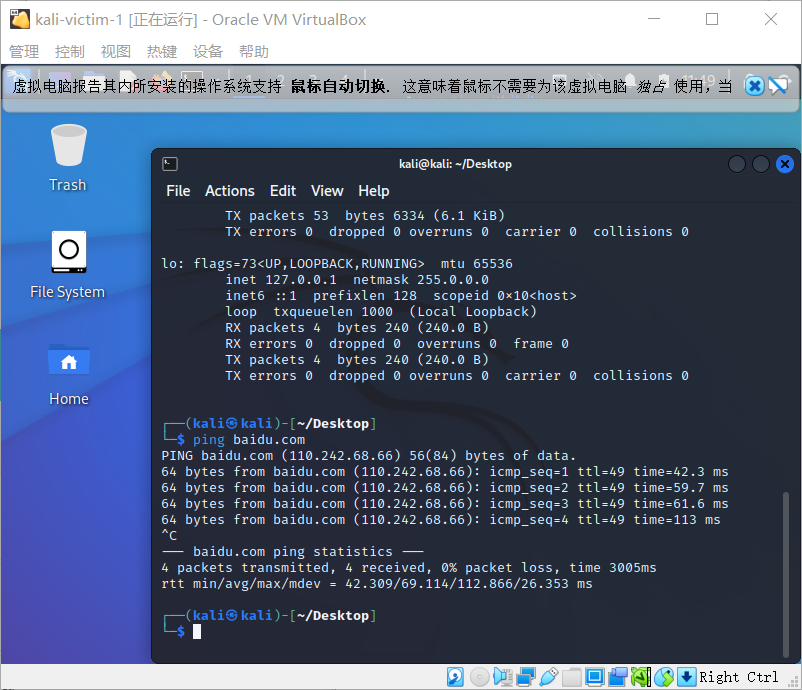 kali-victim-1 [正在运行] - Oracle VM VirtualBox
管理 控制 视图 热键 设备 帮助
虚拟电脑报告其内所安装的操作系统支持 鼠标自动切换. 这意味着鼠标不需要为该虚拟电脑 独占 使用，当
Trash
File System
Home
kali@kali: ~/Desktop
File Actions Edit View Help
TX packets 53  bytes 6334 (6.1 KiB)
TX errors 0  dropped 0 overruns 0  carrier 0  collisions 0
lo: flags=73<UP,LOOPBACK,RUNNING>  mtu 65536
inet 127.0.0.1  netmask 255.0.0.0
inet6 ::1  prefixlen 128  scopeid 0×10<host>
loop  txqueuelen 1000  (Local Loopback)
RX packets 4  bytes 240 (240.0 B)
RX errors 0  dropped 0  overruns 0  frame 0
TX packets 4  bytes 240 (240.0 B)
TX errors 0  dropped 0 overruns 0  carrier 0  collisions 0
┌──(kali㉿kali)-[~/Desktop]
└─$ ping baidu.com
PING baidu.com (110.242.68.66) 56(84) bytes of data.
64 bytes from baidu.com (110.242.68.66): icmp_seq=1 ttl=49 time=42.3 ms
64 bytes from baidu.com (110.242.68.66): icmp_seq=2 ttl=49 time=59.7 ms
64 bytes from baidu.com (110.242.68.66): icmp_seq=3 ttl=49 time=61.6 ms
64 bytes from baidu.com (110.242.68.66): icmp_seq=4 ttl=49 time=113 ms
^C
--- baidu.com ping statistics ---
4 packets transmitted, 4 received, 0% packet loss, time 3005ms
rtt min/avg/max/mdev = 42.309/69.114/112.866/26.353 ms
┌──(kali㉿kali)-[~/Desktop]
└─$
Right Ctrl